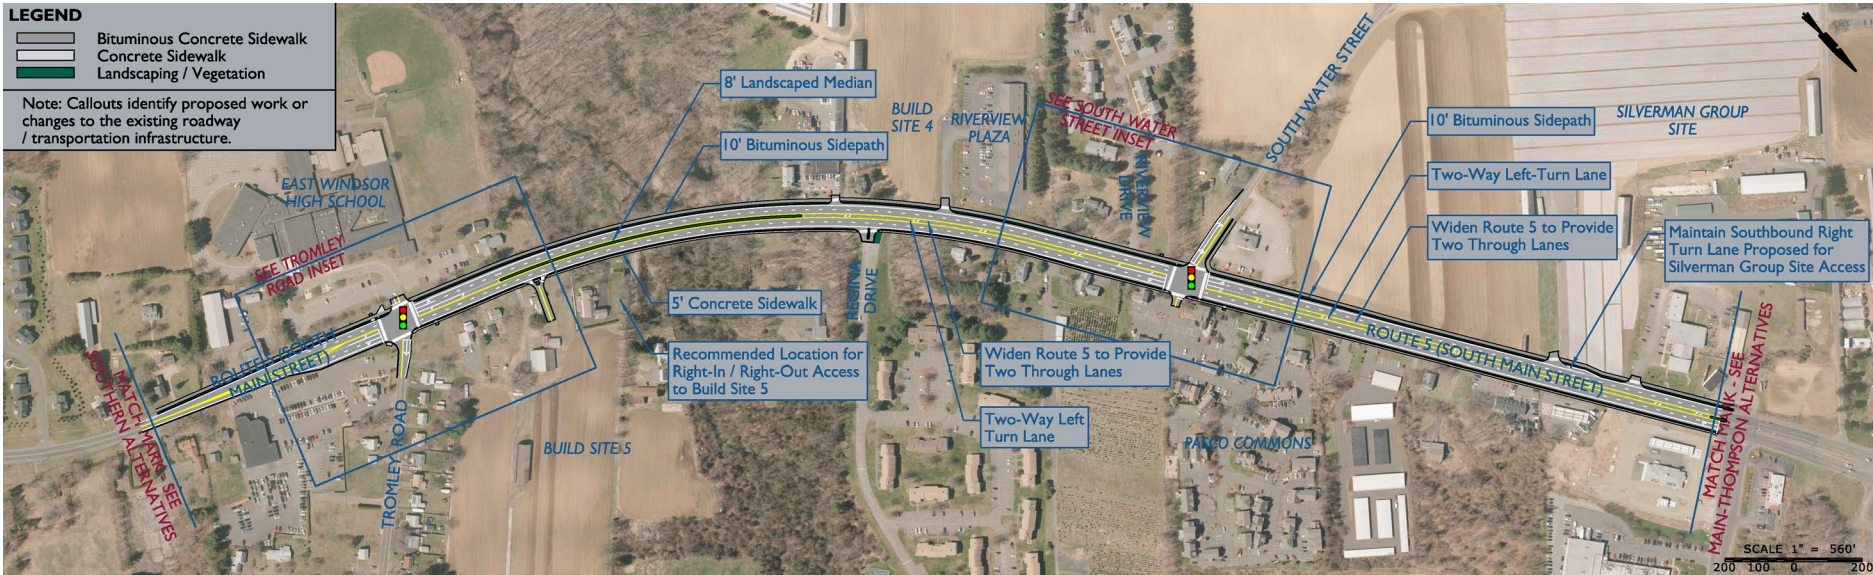 LEGEND
Bituminous Concrete Sidewalk
Concrete Sidewalk
Landscaping / Vegetation
Note: Callouts identify proposed work or
changes to the existing roadway
/ transportation infrastructure.
EAST WINDSOR
HIGH SCHOOL
SEE TROMLEY
ROAD INSET
MATCH MARK - SEE
SOUTHERN ALTERNATIVES
ROUTE 5 (SOUTH
MAIN STREET)
TROMLEY ROAD
BUILD SITE 5
8' Landscaped Median
10' Bituminous Sidepath
5' Concrete Sidewalk
Recommended Location for
Right-In / Right-Out Access
to Build Site 5
REGINA
DRIVE
BUILD
SITE 4
RIVERVIEW
PLAZA
SEE SOUTH WATER
STREET INSET
RIVERVIEW
DRIVE
SOUTH WATER STREET
Widen Route 5 to Provide
Two Through Lanes
Two-Way Left
Turn Lane
PASCO COMMONS
10' Bituminous Sidepath
Two-Way Left-Turn Lane
Widen Route 5 to Provide
Two Through Lanes
SILVERMAN GROUP
SITE
Maintain Southbound Right
Turn Lane Proposed for
Silverman Group Site Access
ROUTE 5 (SOUTH MAIN STREET)
MATCH MARK - SEE
MAIN-THOMPSON ALTERNATIVES
SCALE 1" = 560'
200 100 0 200